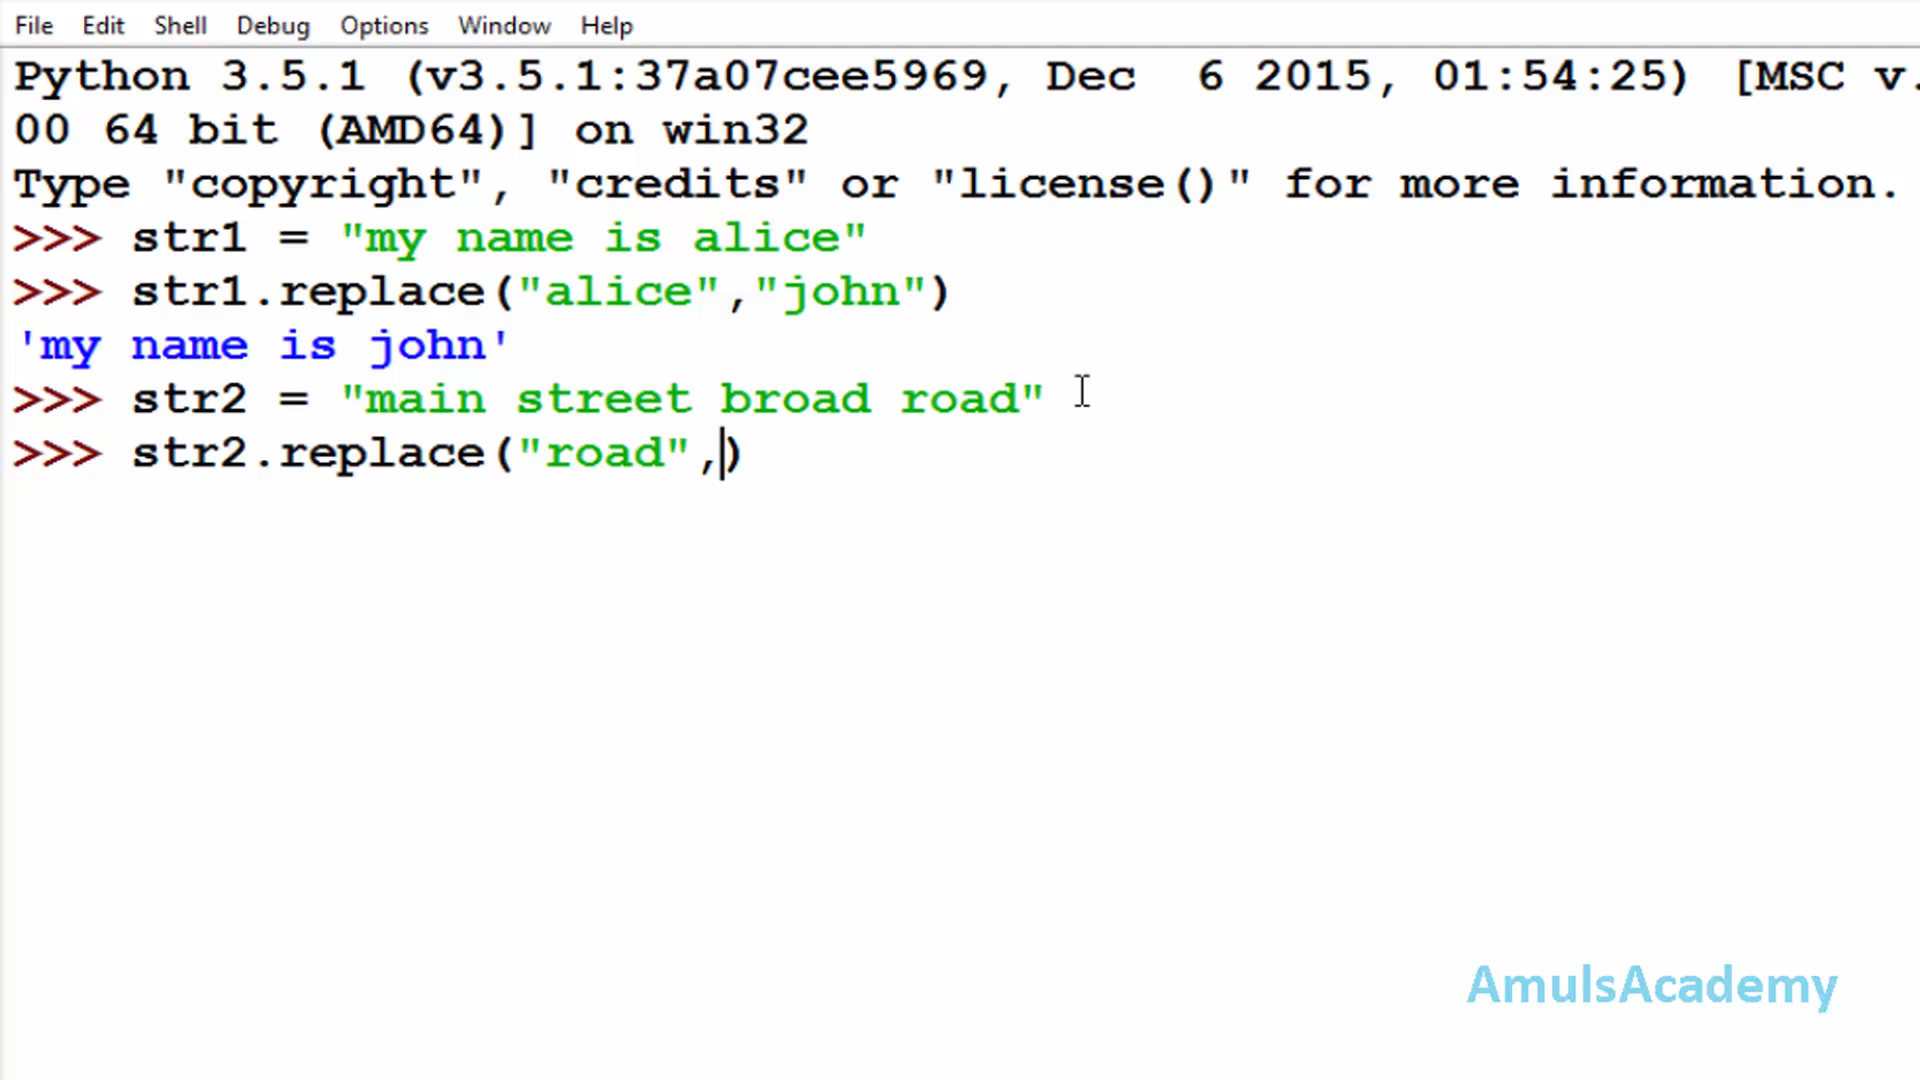 File Edit Shell Debug Options Window Help
Python 3.5.1 (v3.5.1:37a07cee5969, Dec  6 2015, 01:54:25) [MSC v.
00 64 bit (AMD64)] on win32
Type "copyright", "credits" or "license()" for more information.
>>> str1 = "my name is alice"
>>> str1.replace("alice","john")
'my name is john'
>>> str2 = "main street broad road"
>>> str2.replace("road",)
AmulsAcademy